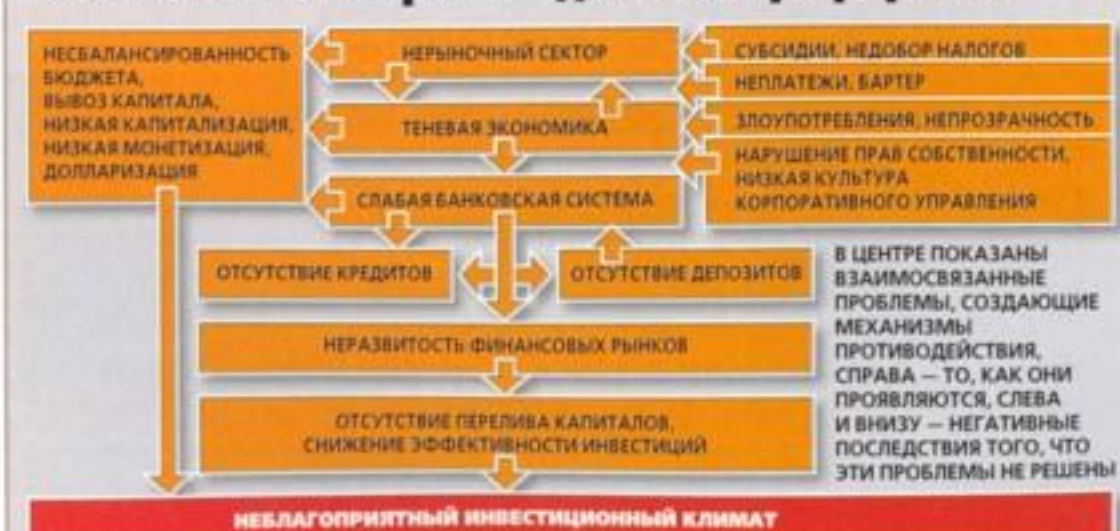 НЕСБАЛАНСИРОВАННОСТЬ
БЮДЖЕТА,
ВЫВОЗ КАПИТАЛА,
НИЗКАЯ КАПИТАЛИЗАЦИЯ,
НИЗКАЯ МОНЕТИЗАЦИЯ,
ДОЛЛАРИЗАЦИЯ
НЕРЫНОЧНЫЙ СЕКТОР
ТЕНЕВАЯ ЭКОНОМИКА
СЛАБАЯ БАНКОВСКАЯ СИСТЕМА
СУБСИДИИ, НЕДОБОР НАЛОГОВ
НЕПЛАТЕЖИ, БАРТЕР
ЗЛОУПОТРЕБЛЕНИЯ, НЕПРОЗРАЧНОСТЬ
НАРУШЕНИЕ ПРАВ СОБСТВЕННОСТИ,
НИЗКАЯ КУЛЬТУРА
КОРПОРАТИВНОГО УПРАВЛЕНИЯ
ОТСУТСТВИЕ КРЕДИТОВ
ОТСУТСТВИЕ ДЕПОЗИТОВ
НЕРАЗВИТОСТЬ ФИНАНСОВЫХ РЫНКОВ
ОТСУТСТВИЕ ПЕРЕЛИВА КАПИТАЛОВ,
СНИЖЕНИЕ ЭФФЕКТИВНОСТИ ИНВЕСТИЦИЙ
В ЦЕНТРЕ ПОКАЗАНЫ
ВЗАИМОСВЯЗАННЫЕ
ПРОБЛЕМЫ, СОЗДАЮЩИЕ
МЕХАНИЗМЫ
ПРОТИВОДЕЙСТВИЯ,
СПРАВА — ТО, КАК ОНИ
ПРОЯВЛЯЮТСЯ, СЛЕВА
И ВНИЗУ — НЕГАТИВНЫЕ
ПОСЛЕДСТВИЯ ТОГО, ЧТО
ЭТИ ПРОБЛЕМЫ НЕ РЕШЕНЫ
НЕБЛАГОПРИЯТНЫЙ ИНВЕСТИЦИОННЫЙ КЛИМАТ